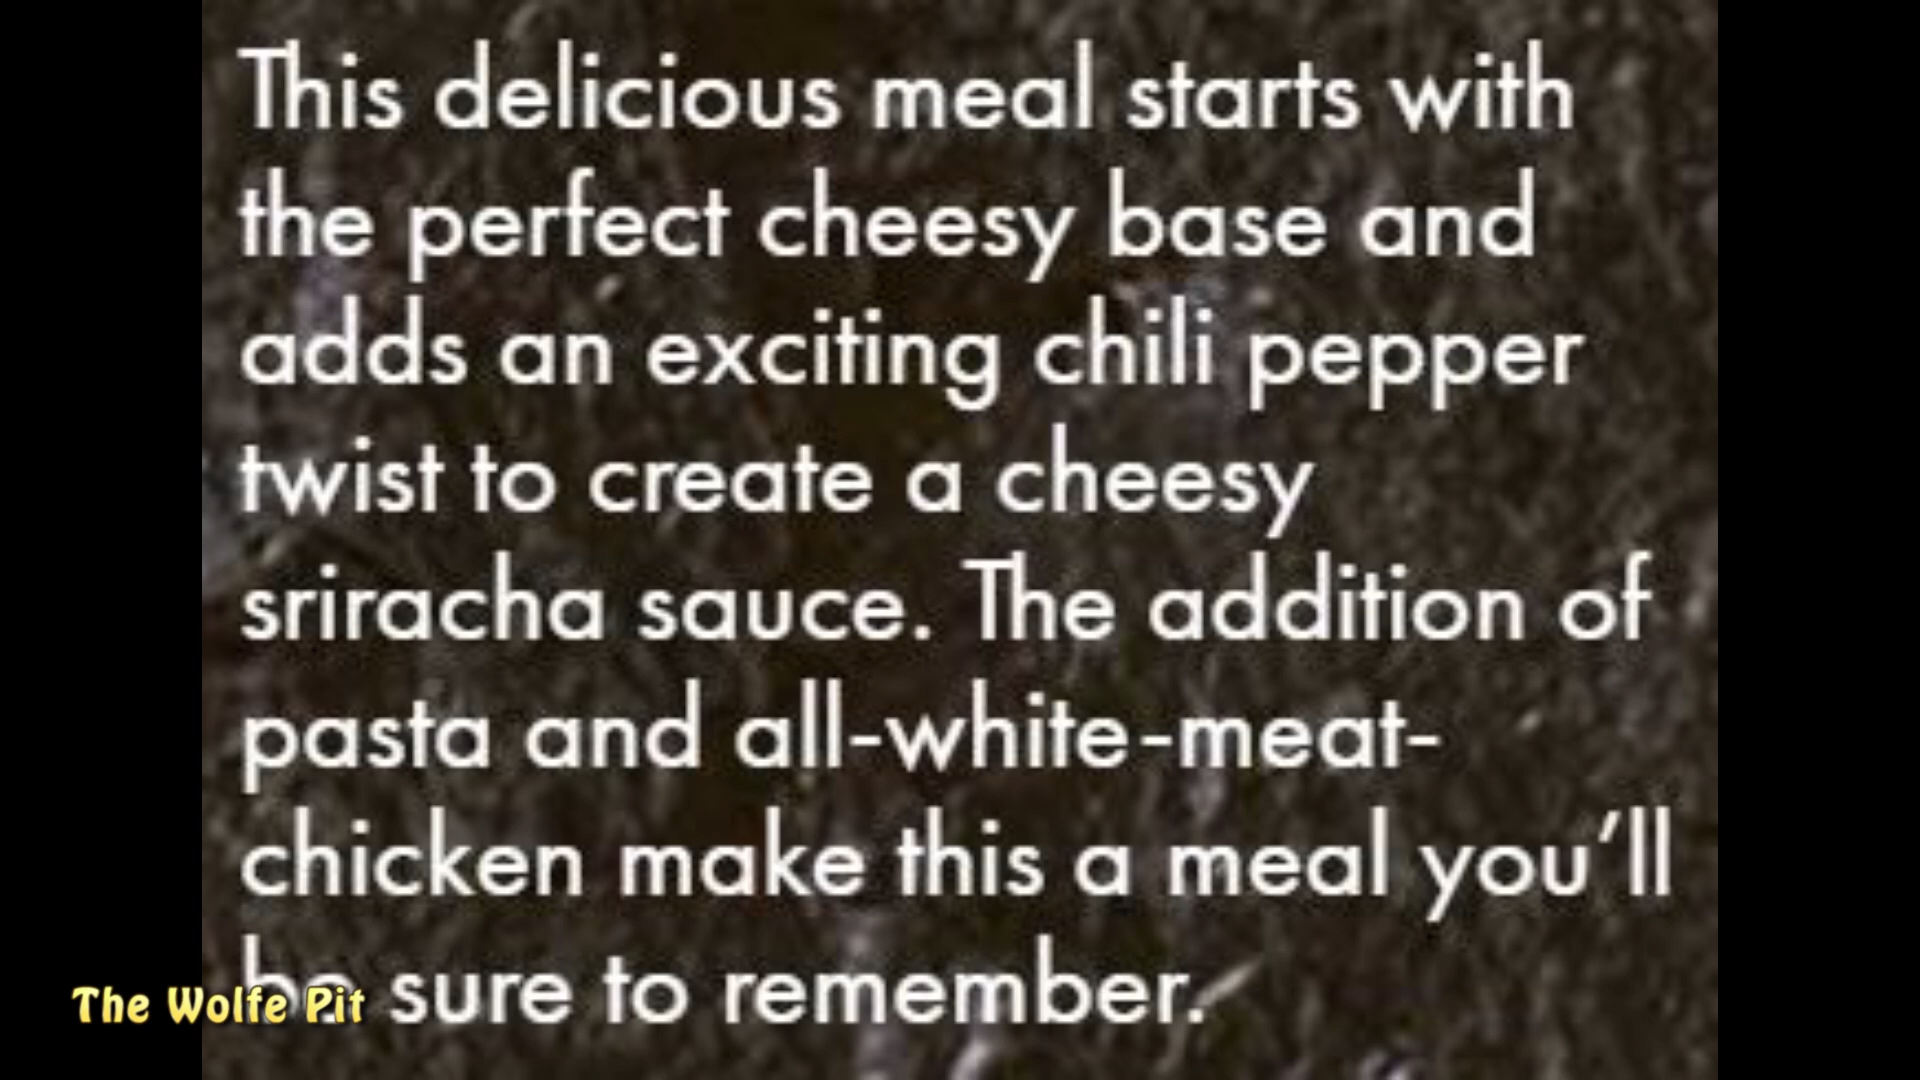 This delicious meal starts with
the perfect cheesy base and
adds an exciting chili pepper
twist to create a cheesy
sriracha sauce. The addition of
pasta and all-white-meat-
chicken make this a meal you’ll
be sure to remember.
The Wolfe Pit